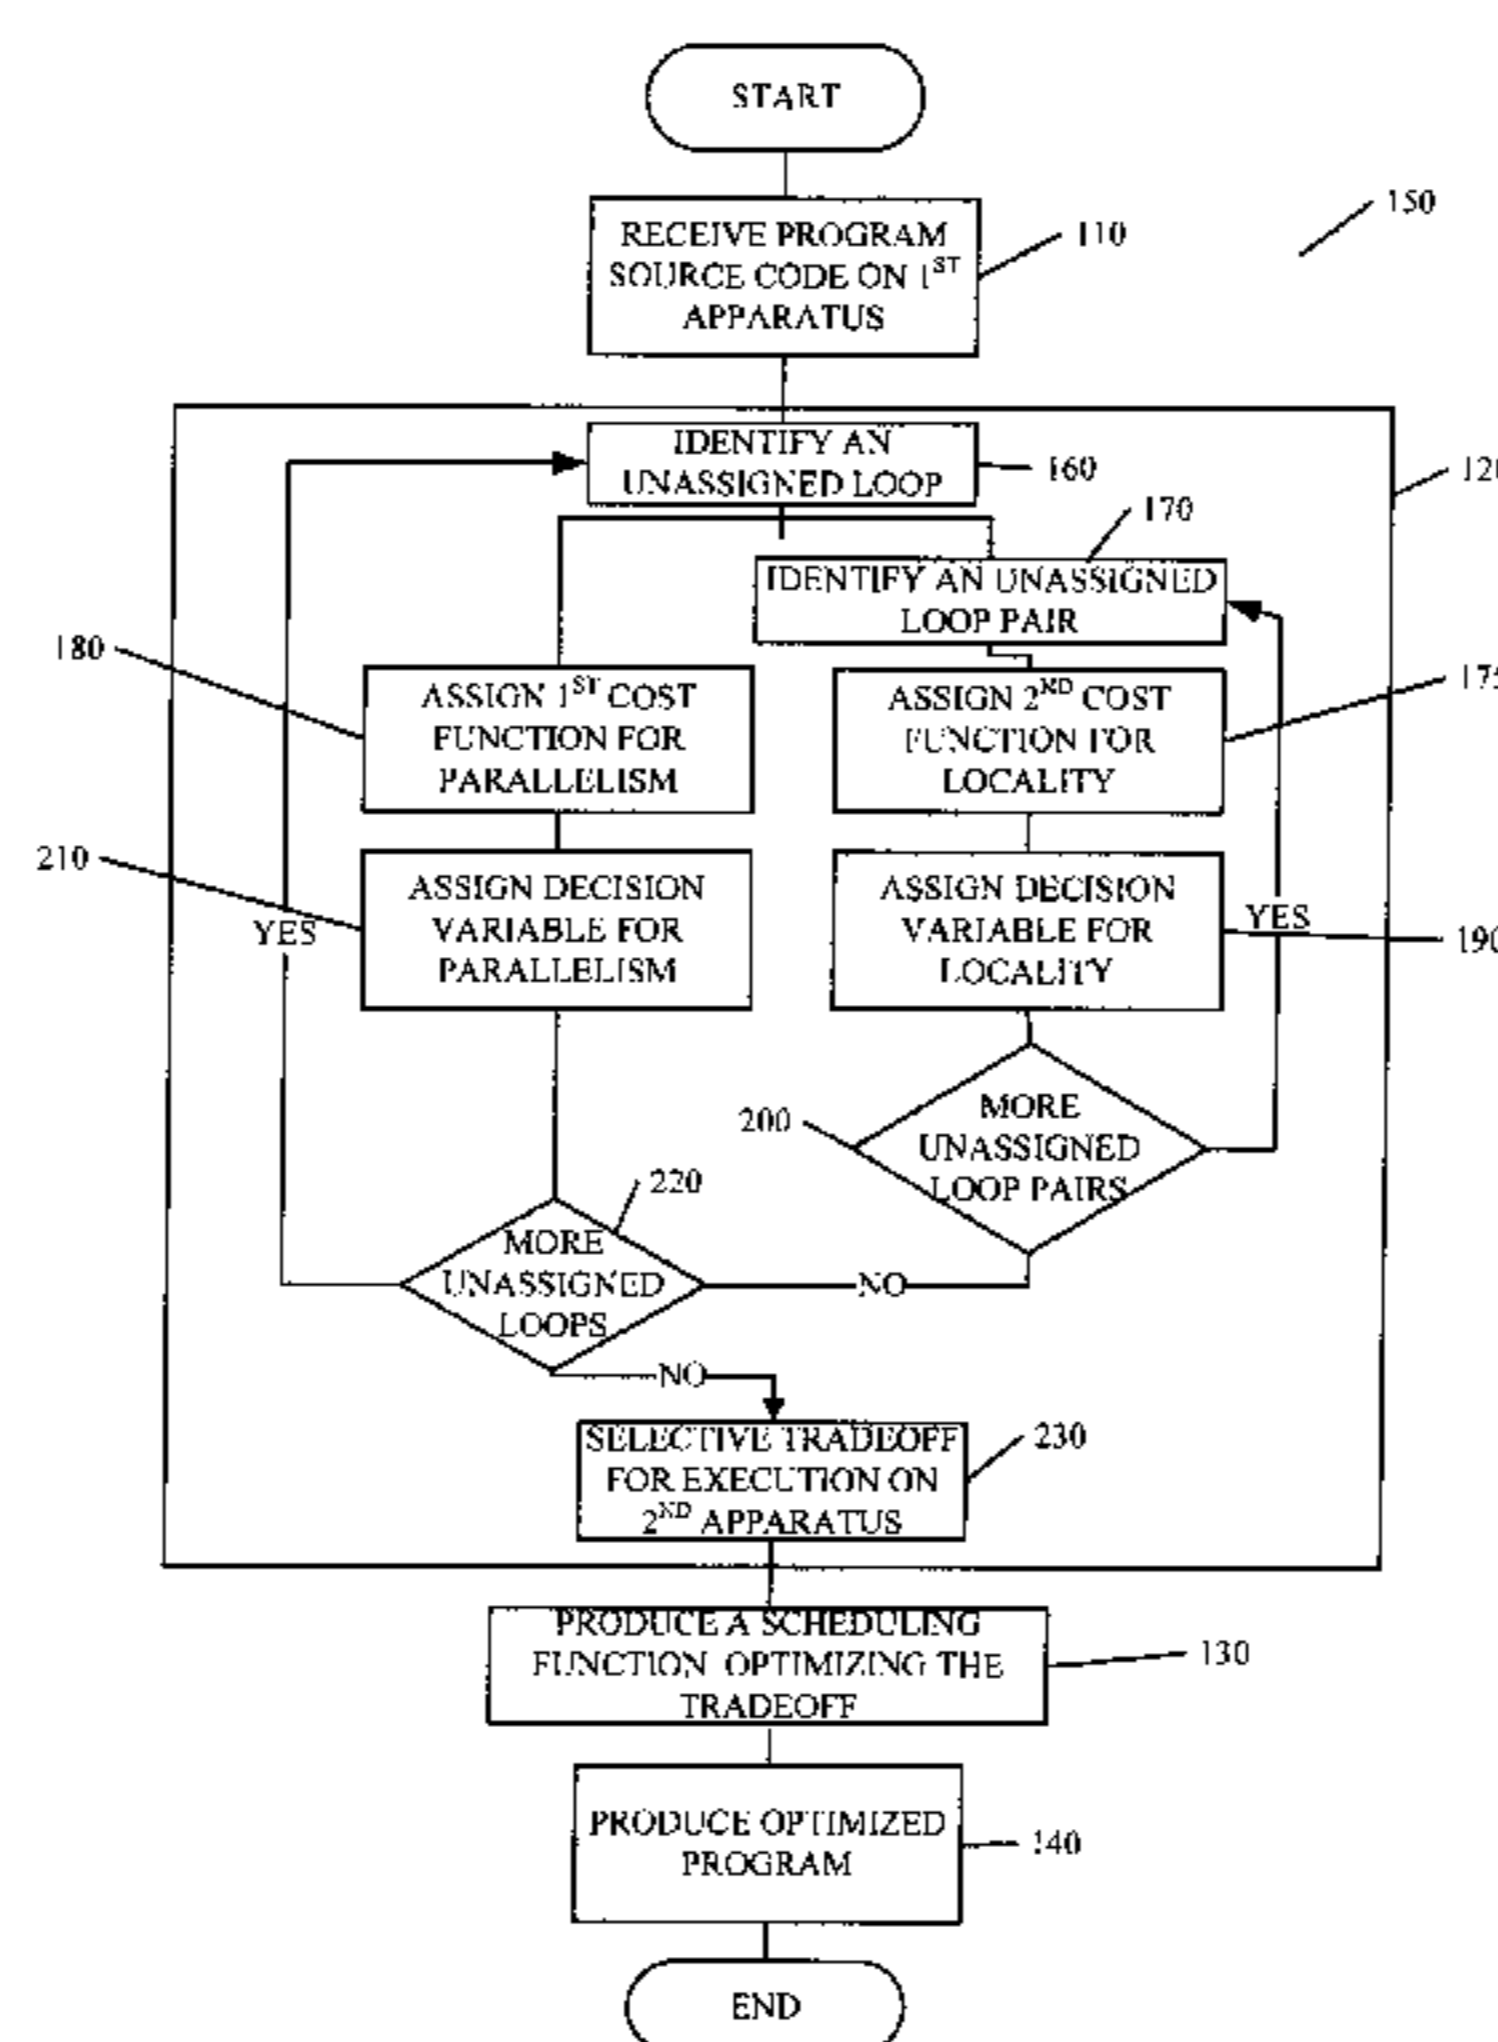 START
150
RECEIVE PROGRAM
SOURCE CODE ON 1ST
APPARATUS
110
IDENTIFY AN
UNASSIGNED LOOP
160
120
170
IDENTIFY AN UNASSIGNED
LOOP PAIR
180
ASSIGN 1ST COST
FUNCTION FOR
PARALLELISM
ASSIGN 2ND COST
FUNCTION FOR
LOCALITY
175
210
YES
ASSIGN DECISION
VARIABLE FOR
PARALLELISM
ASSIGN DECISION
VARIABLE FOR
LOCALITY
YES
190
200
MORE
UNASSIGNED
LOOP PAIRS
220
MORE
UNASSIGNED
LOOPS
NO
NO
SELECTIVE TRADEOFF
FOR EXECUTION ON
2ND APPARATUS
230
PRODUCE A SCHEDULING
FUNCTION OPTIMIZING THE
TRADEOFF
130
PRODUCE OPTIMIZED
PROGRAM
140
END